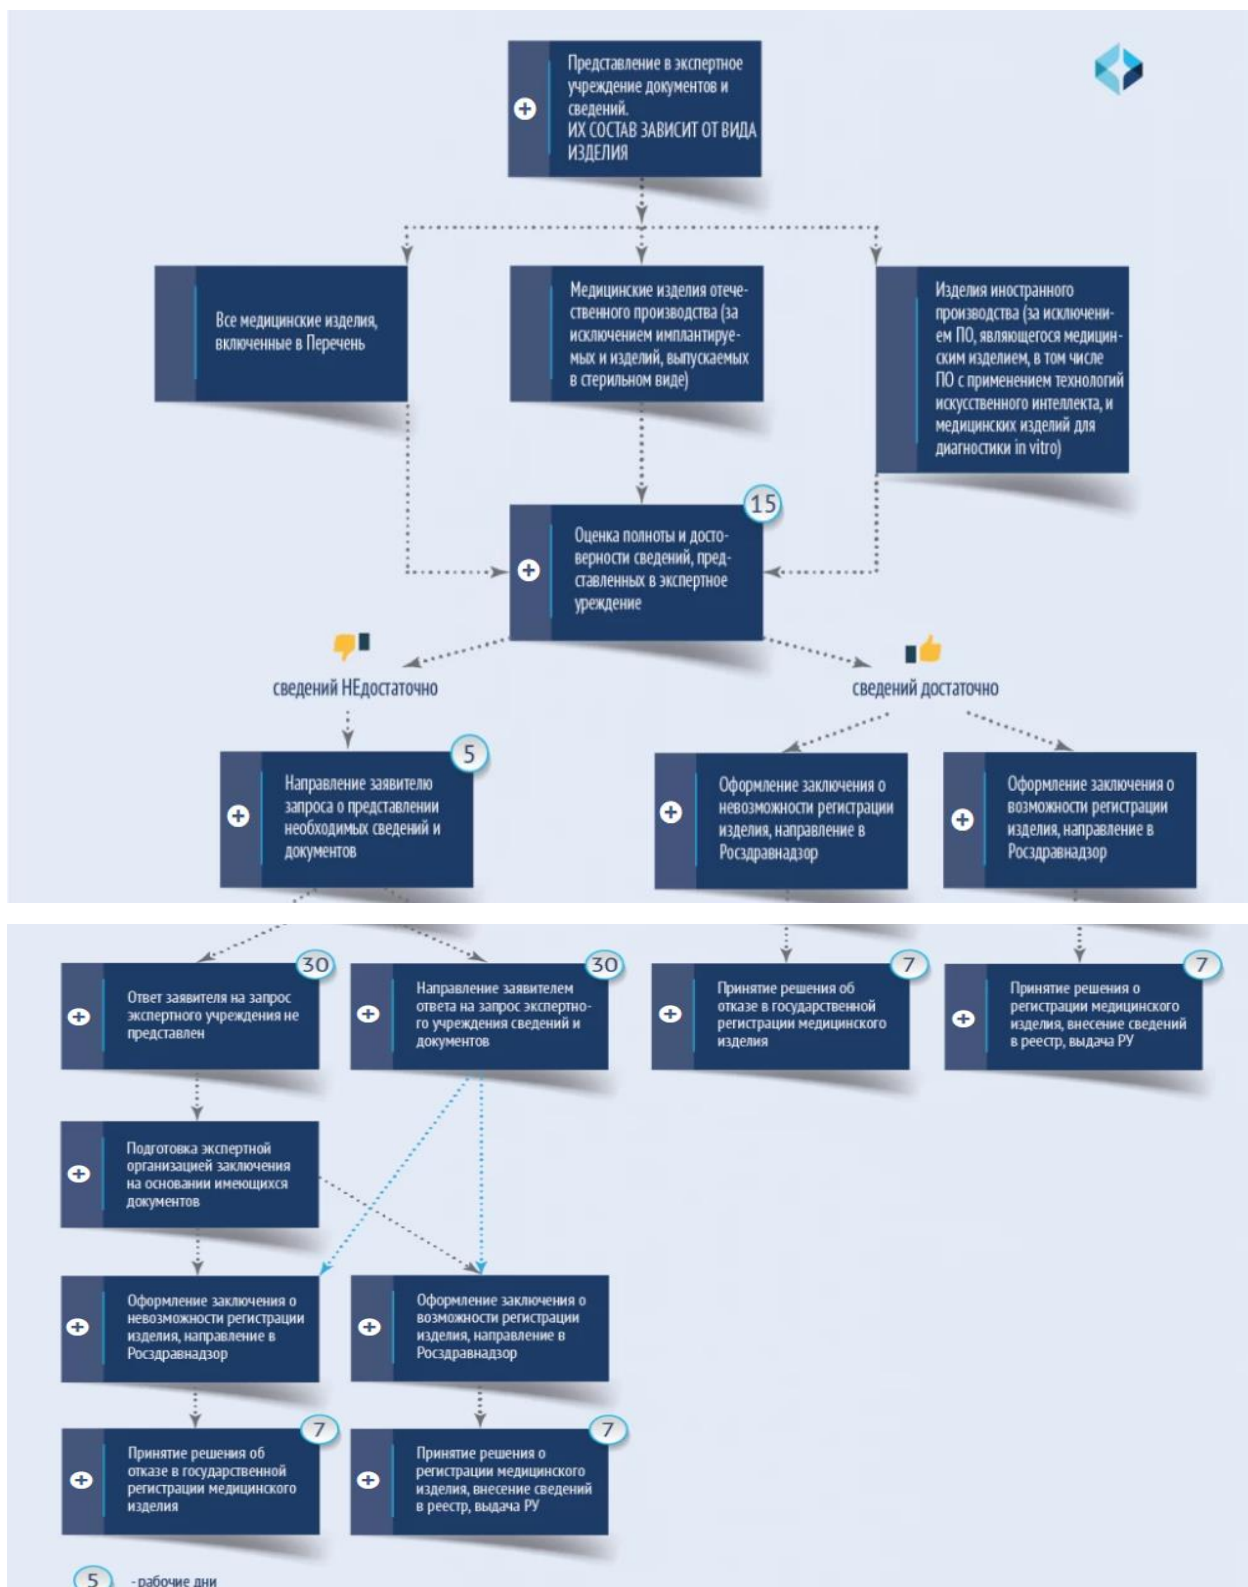 Представление в экспертное
учреждение документов и
сведений.
ИХ СОСТАВ ЗАВИСИТ ОТ ВИДА
ИЗДЕЛИЯ
Все медицинские изделия,
включенные в Перечень
Медицинские изделия отече-
ственного производства (за
исключением имплантируе-
мых и изделий, выпускаемых
в стерильном виде)
Изделия иностранного
производства (за исключени-
ем ПО, являющегося медицин-
ским изделием, в том числе
ПО с применением технологий
искусственного интеллекта, и
медицинских изделий для
диагностики in vitro)
15
Оценка полноты и досто-
верности сведений, пред-
ставленных в экспертное
уреждение
сведений НЕдостаточно
сведений достаточно
5
Направление заявителю
запроса о представлении
необходимых сведений и
документов
Оформление заключения о
невозможности регистрации
изделия, направление в
Росздравнадзор
Оформление заключения о
возможности регистрации
изделия, направление в
Росздравнадзор
30
Ответ заявителя на запрос
экспертного учреждения не
представлен
30
Направление заявителем
ответа на запрос экспертно-
го учреждения сведений и
документов
7
Принятие решения об
отказе в государственной
регистрации медицинского
изделия
7
Принятие решения о
регистрации медицинского
изделия, внесение сведений
в реестр, выдача РУ
Подготовка экспертной
организацией заключения
на основании имеющихся
документов
Оформление заключения о
невозможности регистрации
изделия, направление в
Росздравнадзор
Оформление заключения о
возможности регистрации
изделия, направление в
Росздравнадзор
7
Принятие решения об
отказе в государственной
регистрации медицинского
изделия
7
Принятие решения о
регистрации медицинского
изделия, внесение сведений
в реестр, выдача РУ
5 - рабочие дни